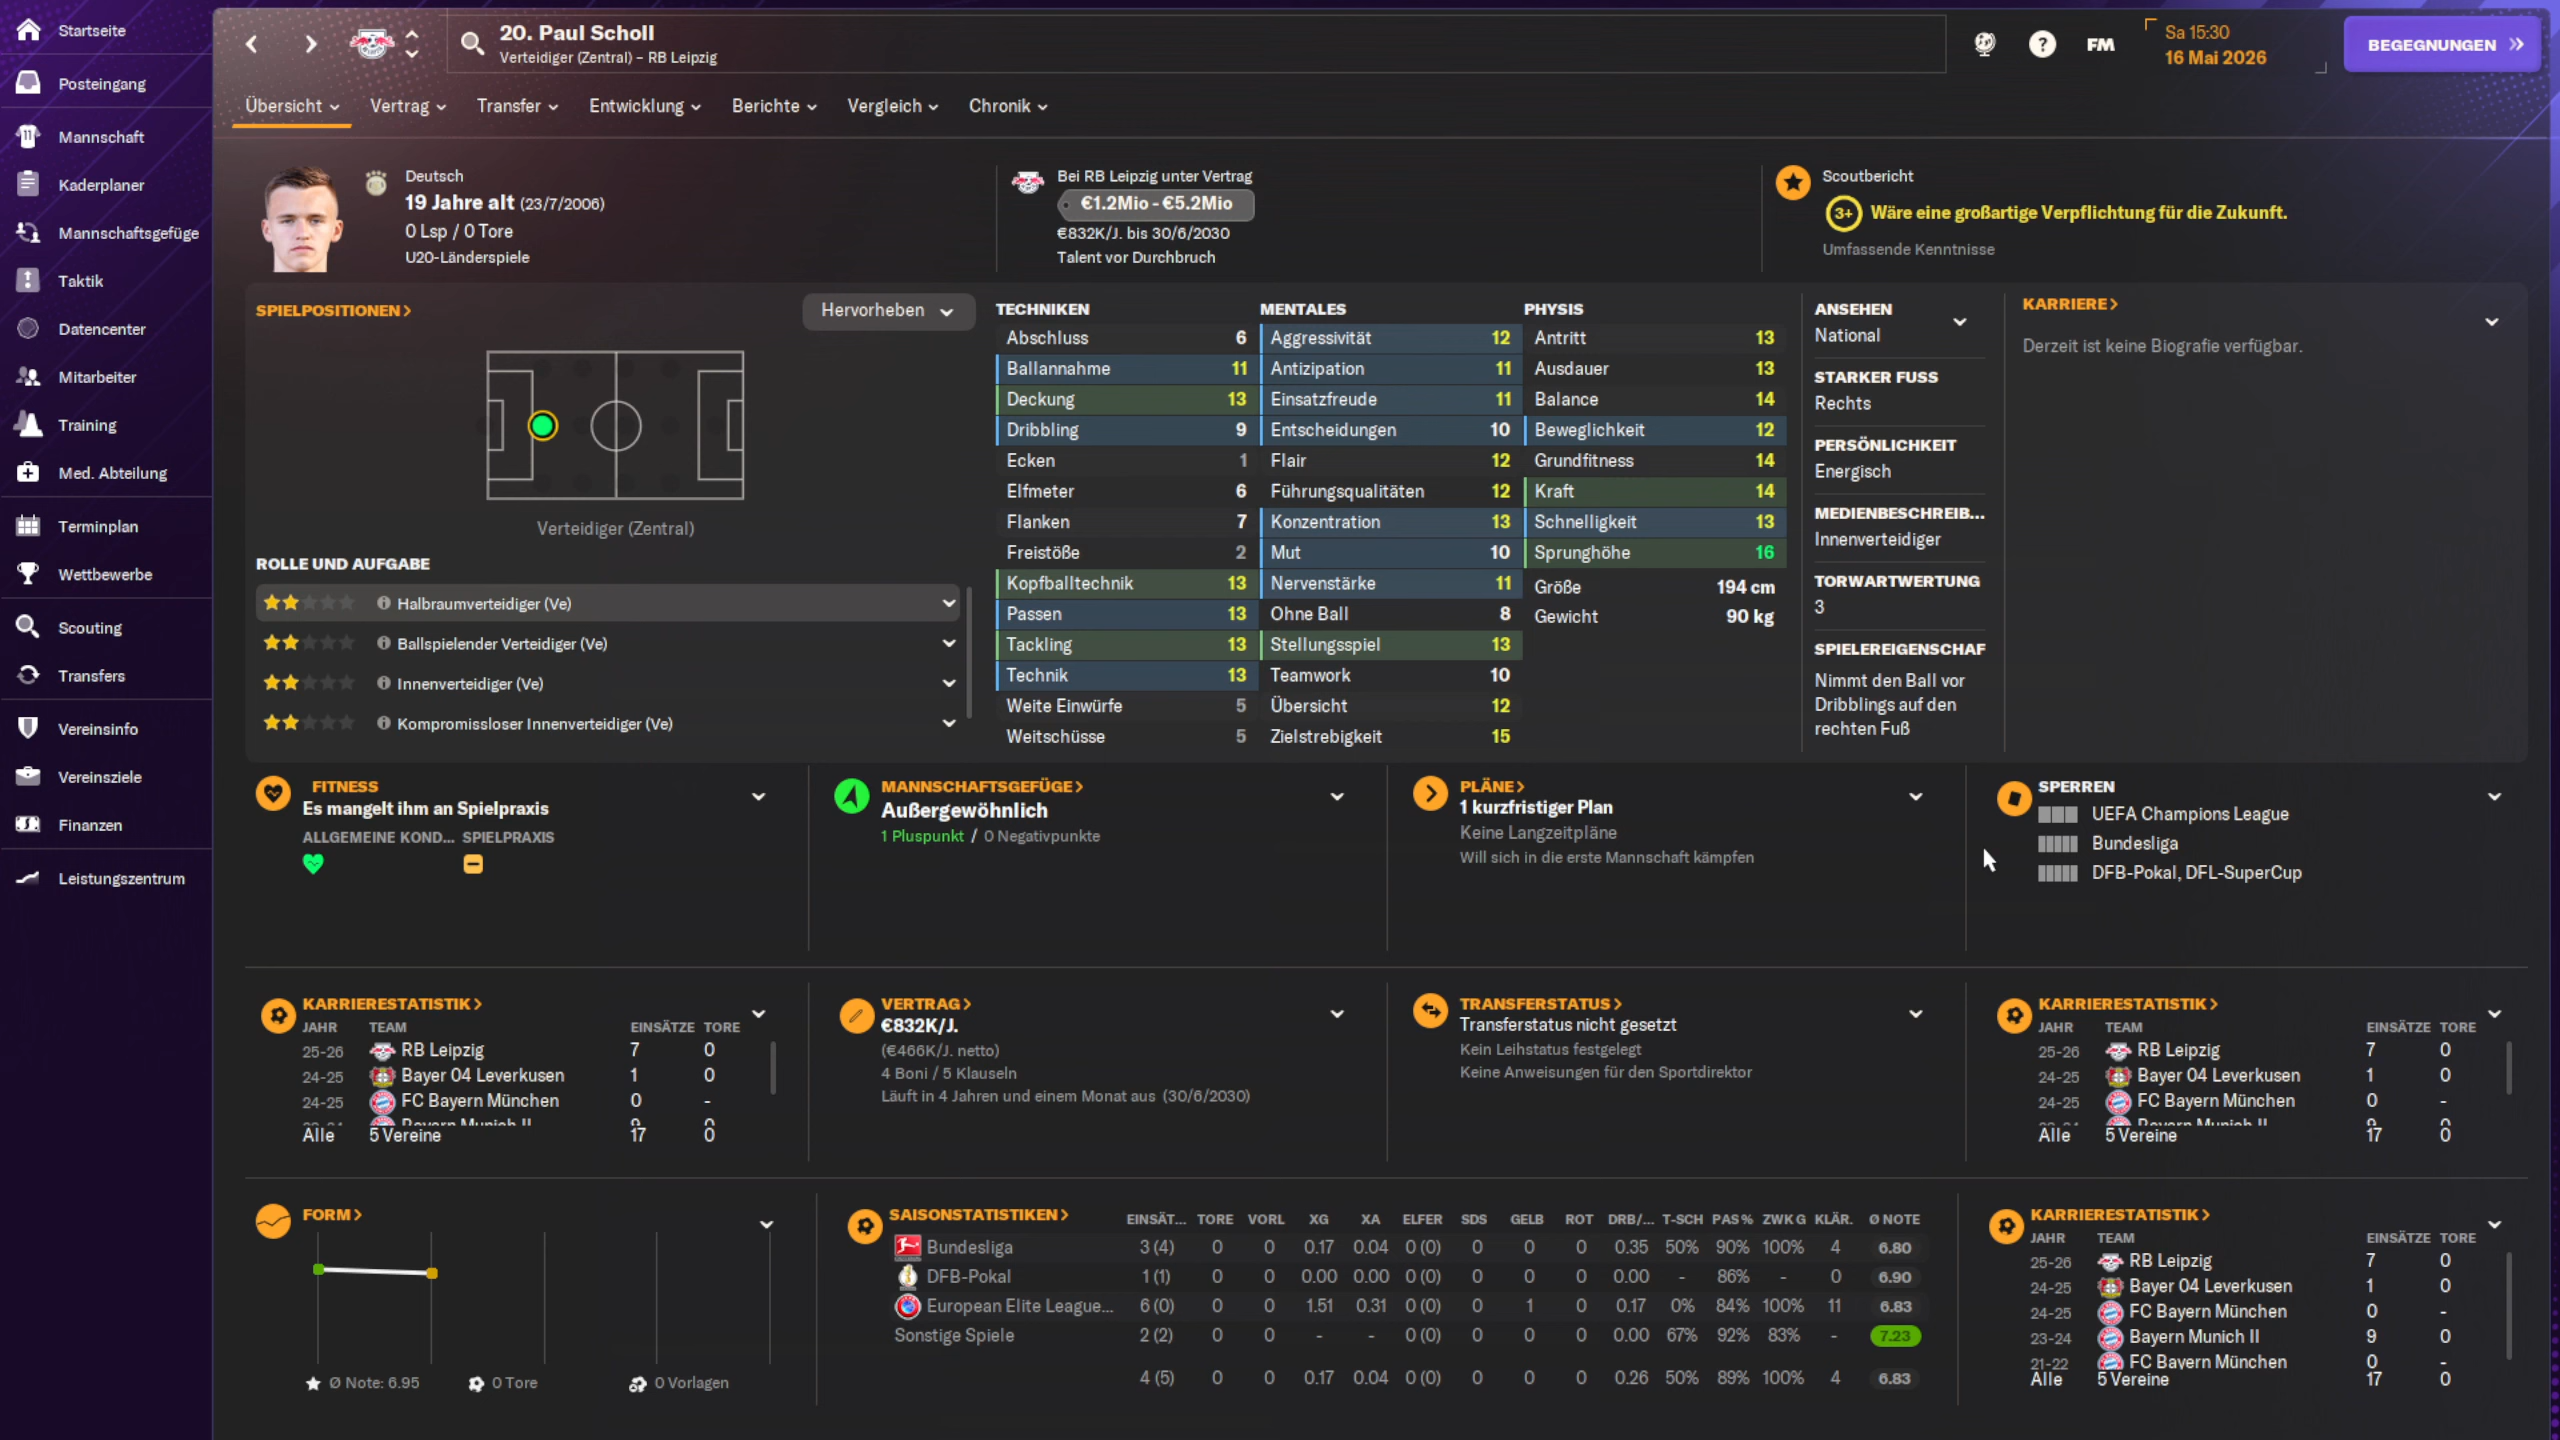 Startseite
Posteingang
Mannschaft
Kaderplaner
Mannschaftsgefüge
Taktik
Datencenter
Mitarbeiter
Training
Med. Abteilung
Terminplan
Wettbewerbe
Scouting
Transfers
Vereinsinfo
Vereinsziele
Finanzen
Leistungszentrum
20. Paul Scholl
Verteidiger (Zentral) – RB Leipzig
FM
Sa 15:30
16 Mai 2026
BEGEGNUNGEN
Übersicht Vertrag Transfer Entwicklung Berichte Vergleich Chronik
Deutsch
19 Jahre alt (23/7/2006)
0 Lsp / 0 Tore
U20-Länderspiele
Bei RB Leipzig unter Vertrag
€1.2Mio - €5.2Mio
€832K/J. bis 30/6/2030
Talent vor Durchbruch
Scoutbericht
3+ Wäre eine großartige Verpflichtung für die Zukunft.
Umfassende Kenntnisse
SPIELPOSITIONEN
Hervorheben
Verteidiger (Zentral)
ROLLE UND AUFGABE
Halbraumverteidiger (Ve)
Ballspielender Verteidiger (Ve)
Innenverteidiger (Ve)
Kompromissloser Innenverteidiger (Ve)
TECHNIKEN
Abschluss 6
Ballannahme 11
Deckung 13
Dribbling 9
Ecken 1
Elfmeter 6
Flanken 7
Freistöße 2
Kopfballtechnik 13
Passen 13
Tackling 13
Technik 13
Weite Einwürfe 5
Weitschüsse 5
MENTALES
Aggressivität 12
Antizipation 11
Einsatzfreude 11
Entscheidungen 10
Flair 12
Führungsqualitäten 12
Konzentration 13
Mut 10
Nervenstärke 11
Ohne Ball 8
Stellungsspiel 13
Teamwork 10
Übersicht 12
Zielstrebigkeit 15
PHYSIS
Antritt 13
Ausdauer 13
Balance 14
Beweglichkeit 12
Grundfitness 14
Kraft 14
Schnelligkeit 13
Sprunghöhe 16
Größe 194 cm
Gewicht 90 kg
ANSEHEN
National
STARKER FUSS
Rechts
PERSÖNLICHKEIT
Energisch
MEDIENBESCHREIB...
Innenverteidiger
TORWARTWERTUNG
3
SPIELEREIGENSCHAF
Nimmt den Ball vor
Dribblings auf den
rechten Fuß
KARRIERE
Derzeit ist keine Biografie verfügbar.
FITNESS
Es mangelt ihm an Spielpraxis
ALLGEMEINE KOND... SPIELPRAXIS
MANNSCHAFTSGEFÜGE
Außergewöhnlich
1 Pluspunkt / 0 Negativpunkte
PLÄNE
1 kurzfristiger Plan
Keine Langzeitpläne
Will sich in die erste Mannschaft kämpfen
SPERREN
UEFA Champions League
Bundesliga
DFB-Pokal, DFL-SuperCup
KARRIERESTATISTIK
JAHR TEAM EINSÄTZE TORE
25-26 RB Leipzig 7 0
24-25 Bayer 04 Leverkusen 1 0
24-25 FC Bayern München 0 -
Alle 5 Vereine 17 0
VERTRAG
€832K/J.
(€466K/J. netto)
4 Boni / 5 Klauseln
Läuft in 4 Jahren und einem Monat aus (30/6/2030)
TRANSFERSTATUS
Transferstatus nicht gesetzt
Kein Leihstatus festgelegt
Keine Anweisungen für den Sportdirektor
KARRIERESTATISTIK
JAHR TEAM EINSÄTZE TORE
25-26 RB Leipzig 7 0
24-25 Bayer 04 Leverkusen 1 0
24-25 FC Bayern München 0 -
Alle 5 Vereine 17 0
FORM
Ø Note: 6.95 0 Tore 0 Vorlagen
SAISONSTATISTIKEN EINSÄT... TORE VORL XG XA ELFER SDS GELB ROT DRB/... T-SCH PAS % ZWK G KLÄR. Ø NOTE
Bundesliga 3 (4) 0 0 0.17 0.04 0 (0) 0 0 0 0.35 50% 90% 100% 4 6.80
DFB-Pokal 1 (1) 0 0 0.00 0.00 0 (0) 0 0 0 0.00 - 86% - 0 6.90
European Elite League... 6 (0) 0 0 1.51 0.31 0 (0) 0 1 0 0.17 0% 84% 100% 11 6.83
Sonstige Spiele 2 (2) 0 0 - - 0 (0) 0 0 0 0.00 67% 92% 83% - 7.23
4 (5) 0 0 0.17 0.04 0 (0) 0 0 0 0.26 50% 89% 100% 4 6.83
KARRIERESTATISTIK
JAHR TEAM EINSÄTZE TORE
25-26 RB Leipzig 7 0
24-25 Bayer 04 Leverkusen 1 0
24-25 FC Bayern München 0 -
23-24 Bayern Munich II 9 0
21-22 FC Bayern München 0 -
Alle 5 Vereine 17 0